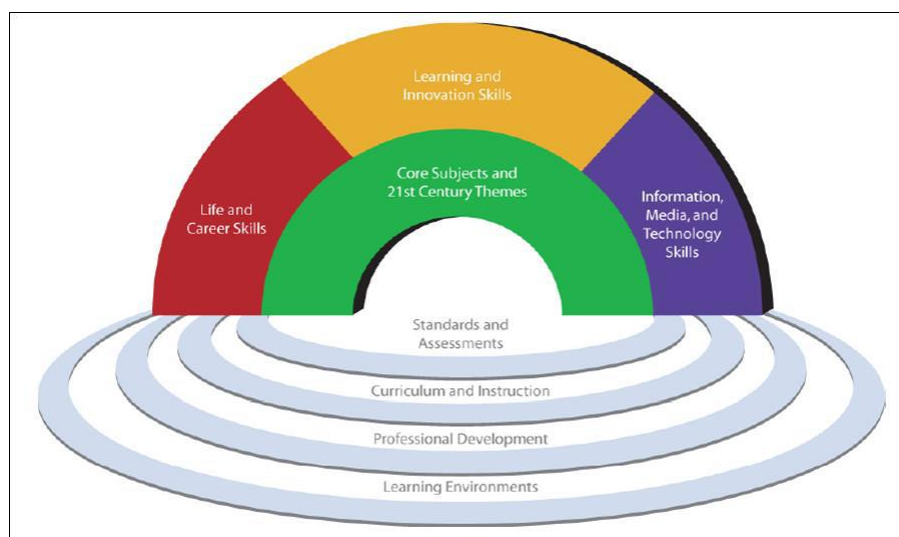 Learning and
Innovation Skills
Core Subjects and
21st Century Themes
Life and
Career Skills
Information,
Media, and
Technology
Skills
Standards and
Assessments
Curriculum and Instruction
Professional Development
Learning Environments